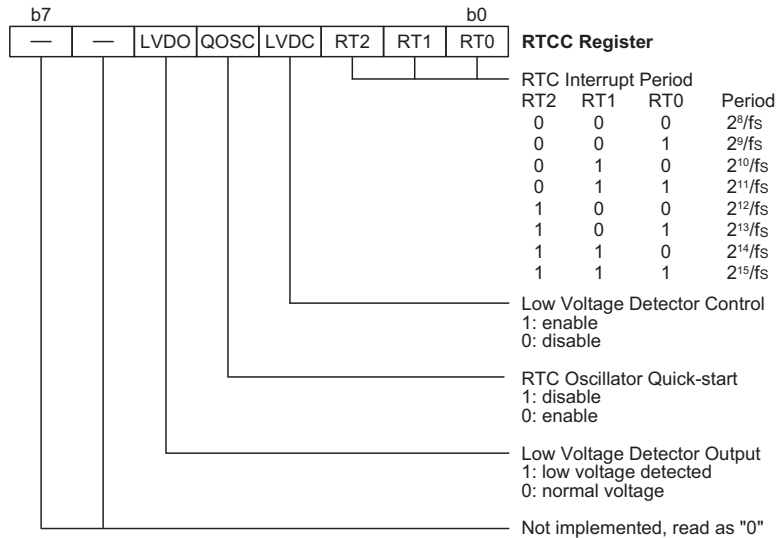 b7 b0
— — LVDO QOSC LVDC RT2 RT1 RT0 RTCC Register
RTC Interrupt Period
RT2 RT1 RT0 Period
0 0 0 2⁸/fS
0 0 1 2⁹/fS
0 1 0 2¹⁰/fS
0 1 1 2¹¹/fS
1 0 0 2¹²/fS
1 0 1 2¹³/fS
1 1 0 2¹⁴/fS
1 1 1 2¹⁵/fS
Low Voltage Detector Control
1: enable
0: disable
RTC Oscillator Quick-start
1: disable
0: enable
Low Voltage Detector Output
1: low voltage detected
0: normal voltage
Not implemented, read as "0"